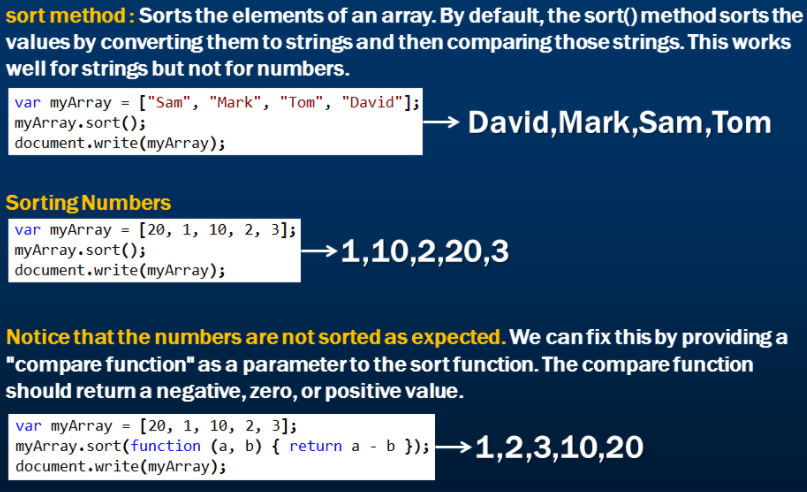 sort method : Sorts the elements of an array. By default, the sort() method sorts the
values by converting them to strings and then comparing those strings. This works
well for strings but not for numbers.
var myArray = ["Sam", "Mark", "Tom", "David"];
myArray.sort();
document.write(myArray);
David,Mark,Sam,Tom
Sorting Numbers
var myArray = [20, 1, 10, 2, 3];
myArray.sort();
document.write(myArray);
1,10,2,20,3
Notice that the numbers are not sorted as expected. We can fix this by providing a
"compare function" as a parameter to the sort function. The compare function
should return a negative, zero, or positive value.
var myArray = [20, 1, 10, 2, 3];
myArray.sort(function (a, b) { return a - b });
document.write(myArray);
1,2,3,10,20